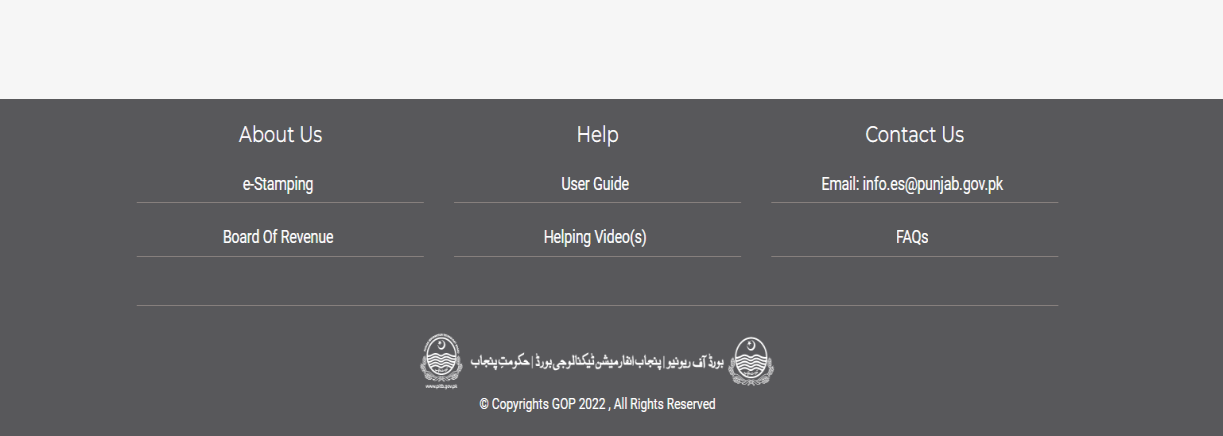 About Us
Help
Contact Us
e-Stamping
User Guide
Email: info.es@punjab.gov.pk
Board Of Revenue
Helping Video(s)
FAQs
بورڈ آف ریونیو | پنجاب انفارمیشن ٹیکنالوجی بورڈ | حکومتِ پنجاب
www.pitb.gov.pk
© Copyrights GOP 2022 , All Rights Reserved